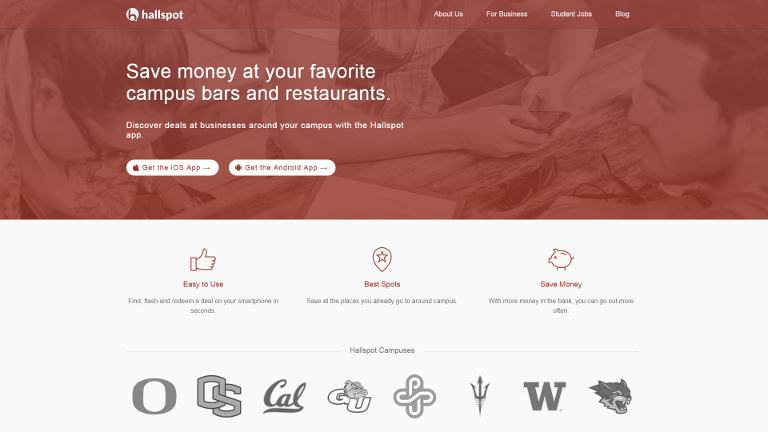 hallspot
About Us
For Business
Student Jobs
Blog
Save money at your favorite
campus bars and restaurants.
Discover deals at businesses around your campus with the Hallspot
app.
Get the iOS App →
Get the Android App →
Easy to Use
Best Spots
Save Money
Find, flash and redeem a deal on your smartphone in
seconds.
Save at the places you already go to around campus.
With more money in the bank, you can go out more
often.
Hallspot Campuses
O
OS
Cal
GU
W